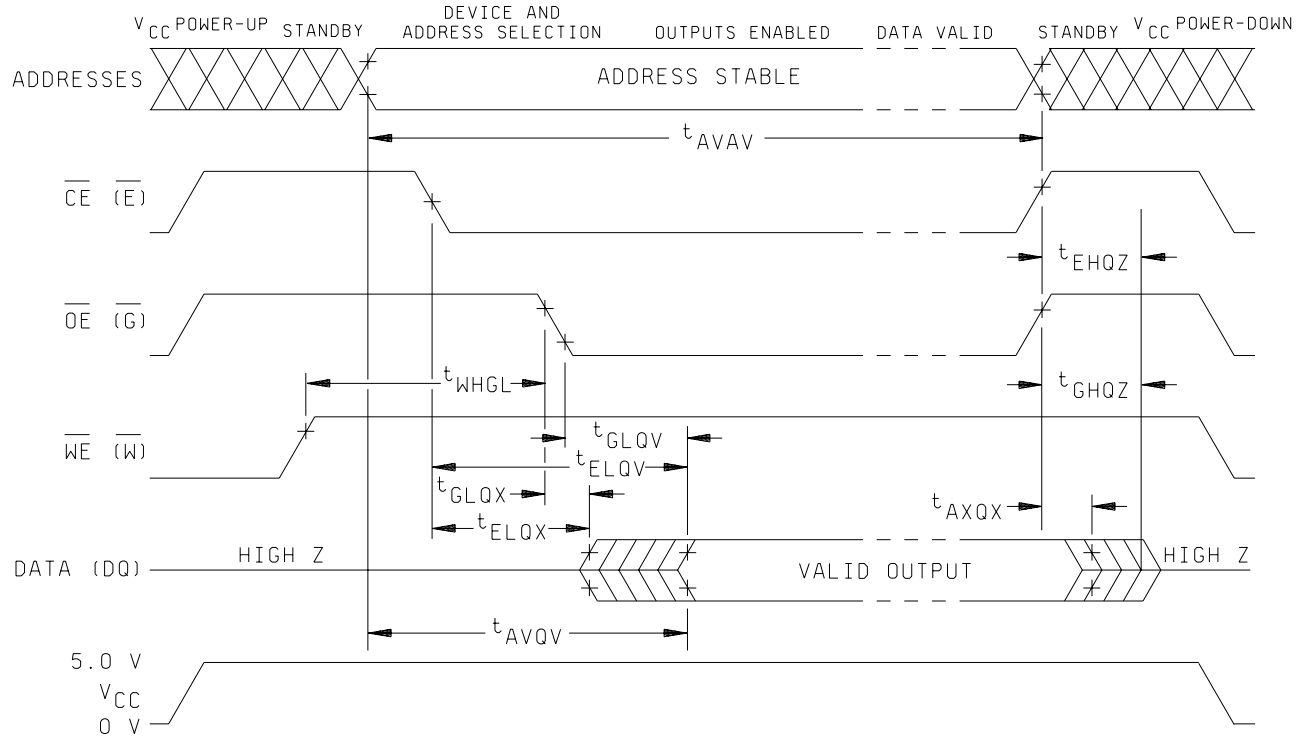 VCC POWER-UP STANDBY DEVICE AND ADDRESS SELECTION OUTPUTS ENABLED DATA VALID STANDBY VCC POWER-DOWN
ADDRESSES ADDRESS STABLE
tAVAV
CE (E)
tEHQZ
OE (G)
tWHGL tGHQZ
WE (W)
tGLQV
tELQV
tGLQX tAXQX
tELQX
DATA (DQ) HIGH Z VALID OUTPUT HIGH Z
tAVQV
5.0 V
VCC
0 V